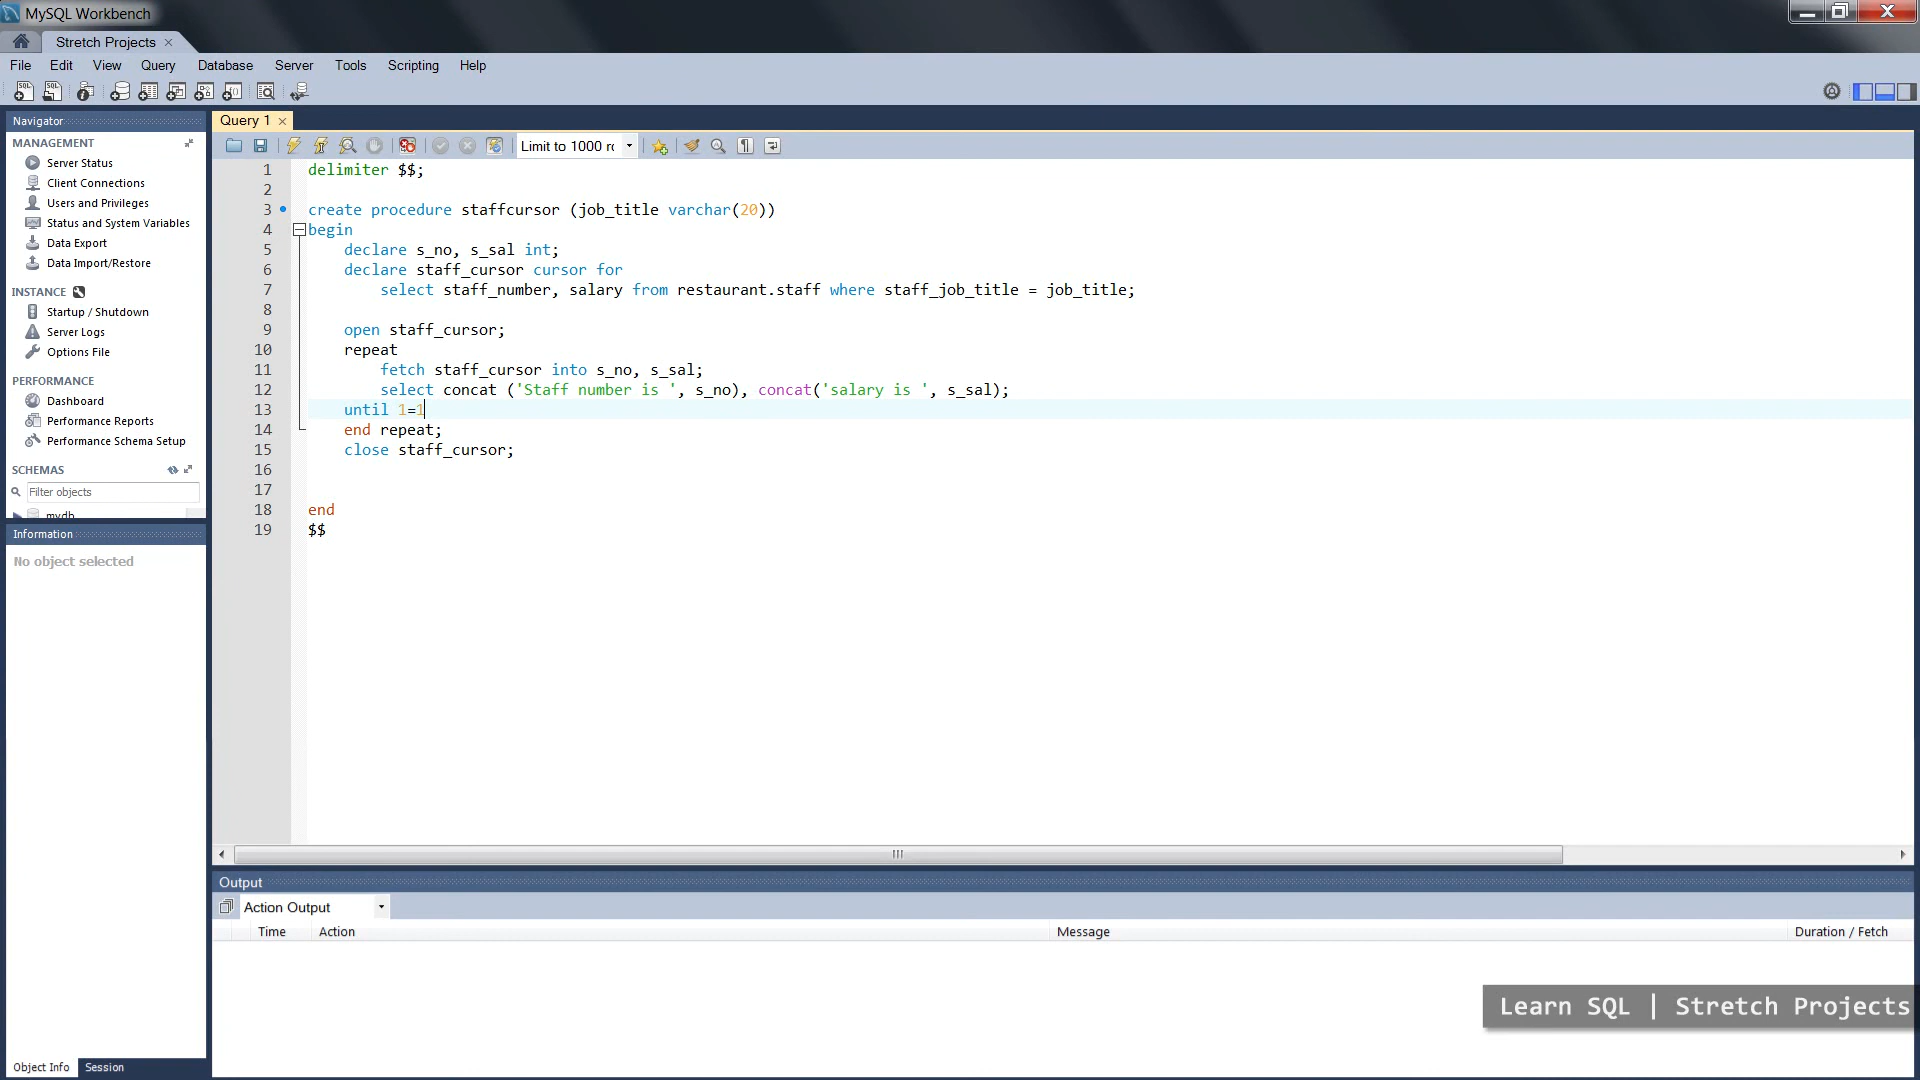 MySQL Workbench
Stretch Projects
File Edit View Query Database Server Tools Scripting Help
Navigator
MANAGEMENT
Server Status
Client Connections
Users and Privileges
Status and System Variables
Data Export
Data Import/Restore
INSTANCE
Startup / Shutdown
Server Logs
Options File
PERFORMANCE
Dashboard
Performance Reports
Performance Schema Setup
SCHEMAS
Filter objects
mydb
Information
No object selected
Object Info Session
Query 1
Limit to 1000 rc
1 delimiter $$;
2
3 create procedure staffcursor (job_title varchar(20))
4 begin
5 declare s_no, s_sal int;
6 declare staff_cursor cursor for
7 select staff_number, salary from restaurant.staff where staff_job_title = job_title;
8
9 open staff_cursor;
10 repeat
11 fetch staff_cursor into s_no, s_sal;
12 select concat ('Staff number is ', s_no), concat('salary is ', s_sal);
13 until 1=1
14 end repeat;
15 close staff_cursor;
16
17
18 end
19 $$
Output
Action Output
Time Action Message Duration / Fetch
Learn SQL | Stretch Projects